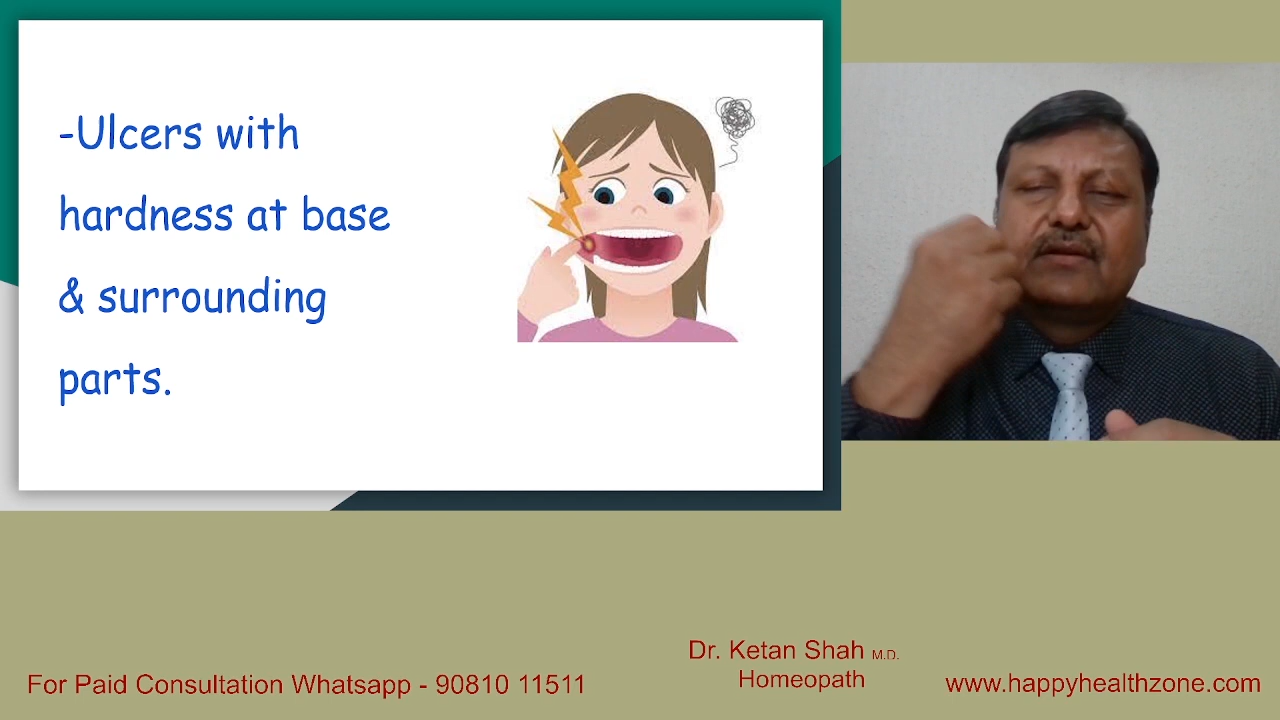 -Ulcers with
hardness at base
& surrounding
parts.
Dr. Ketan Shah M.D.
Homeopath
For Paid Consultation Whatsapp - 90810 11511
www.happyhealthzone.com